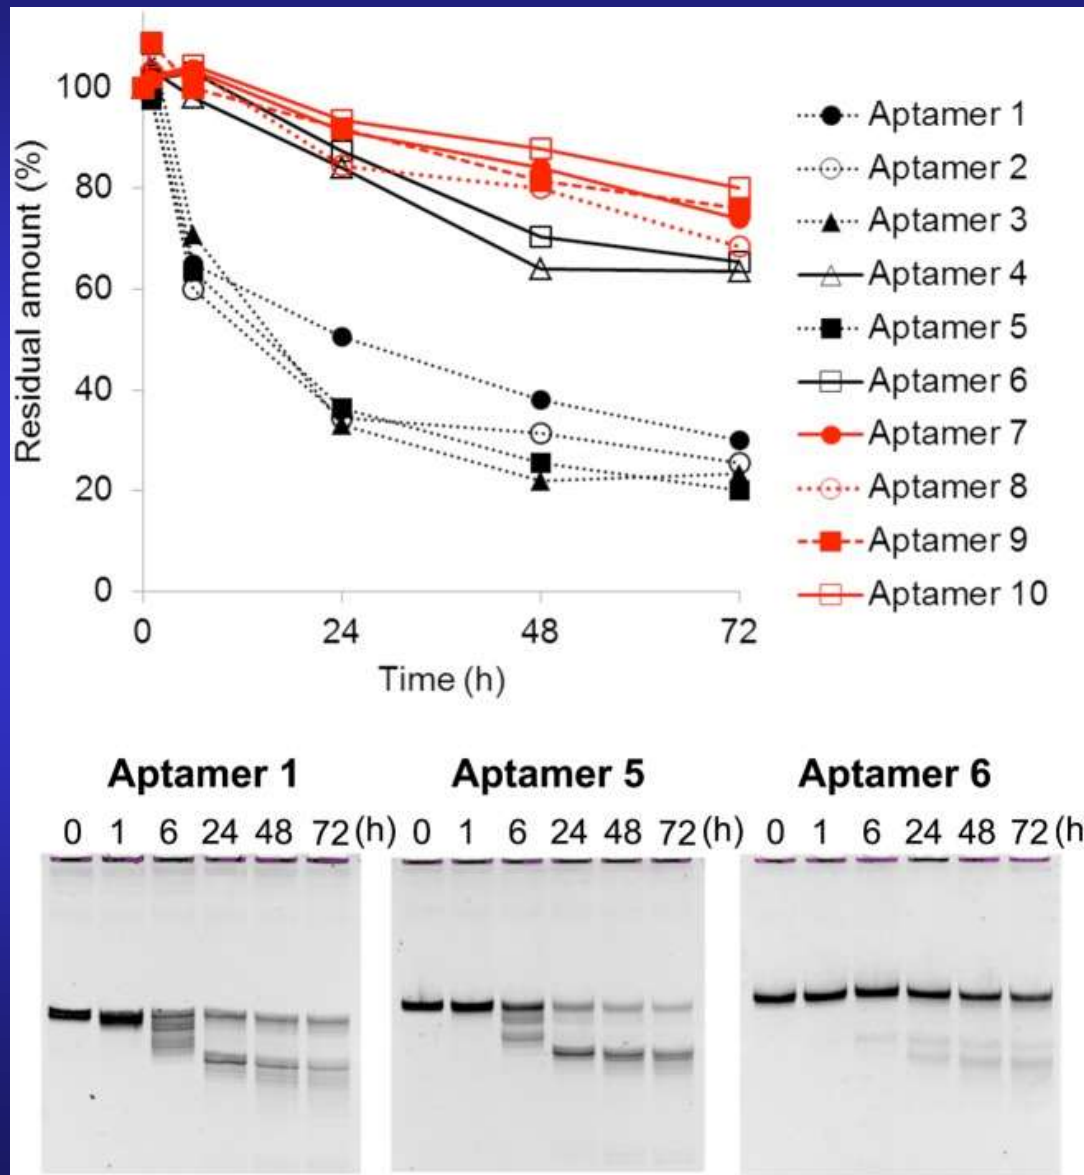 Residual amount (%)
100
80
60
40
20
0
0 24 48 72
Time (h)
Aptamer 1
Aptamer 2
Aptamer 3
Aptamer 4
Aptamer 5
Aptamer 6
Aptamer 7
Aptamer 8
Aptamer 9
Aptamer 10
Aptamer 1
0 1 6 24 48 72 (h)
Aptamer 5
0 1 6 24 48 72 (h)
Aptamer 6
0 1 6 24 48 72 (h)